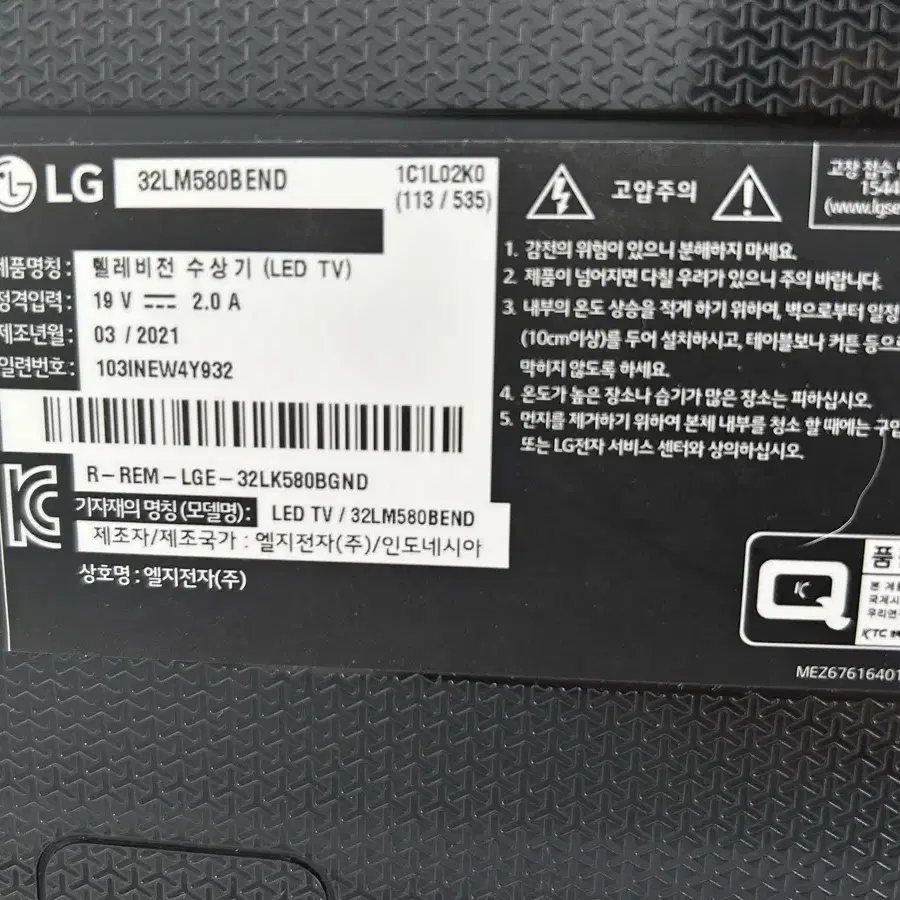 LG
32LM580BEND
1C1L02K0
(113 / 535)
제품명칭: 텔레비전 수상기 (LED TV)
정격입력: 19 V 2.0 A
제조년월: 03 / 2021
일련번호: 103INEW4Y932
R-REM-LGE-32LK580BGND
기자재의 명칭(모델명): LED TV / 32LM580BEND
제조자/제조국가 : 엘지전자(주)/인도네시아
상호명 : 엘지전자(주)
고압주의
고장 접수
1544
(www.lgse
1. 감전의 위험이 있으니 분해하지 마세요.
2. 제품이 넘어지면 다칠 우려가 있으니 주의 바랍니다.
3. 내부의 온도 상승을 적게 하기 위하여, 벽으로부터 일정
(10cm이상)를 두어 설치하시고, 테이블보나 커튼 등으로
막히지 않도록 하세요.
4. 온도가 높은 장소나 습기가 많은 장소는 피하십시오.
5. 먼지를 제거하기 위하여 본체 내부를 청소 할 때에는 구입
또는 LG전자 서비스 센터와 상의하십시오.
Q
품
본 제
국제시
우리연
KTC
MEZ67616401